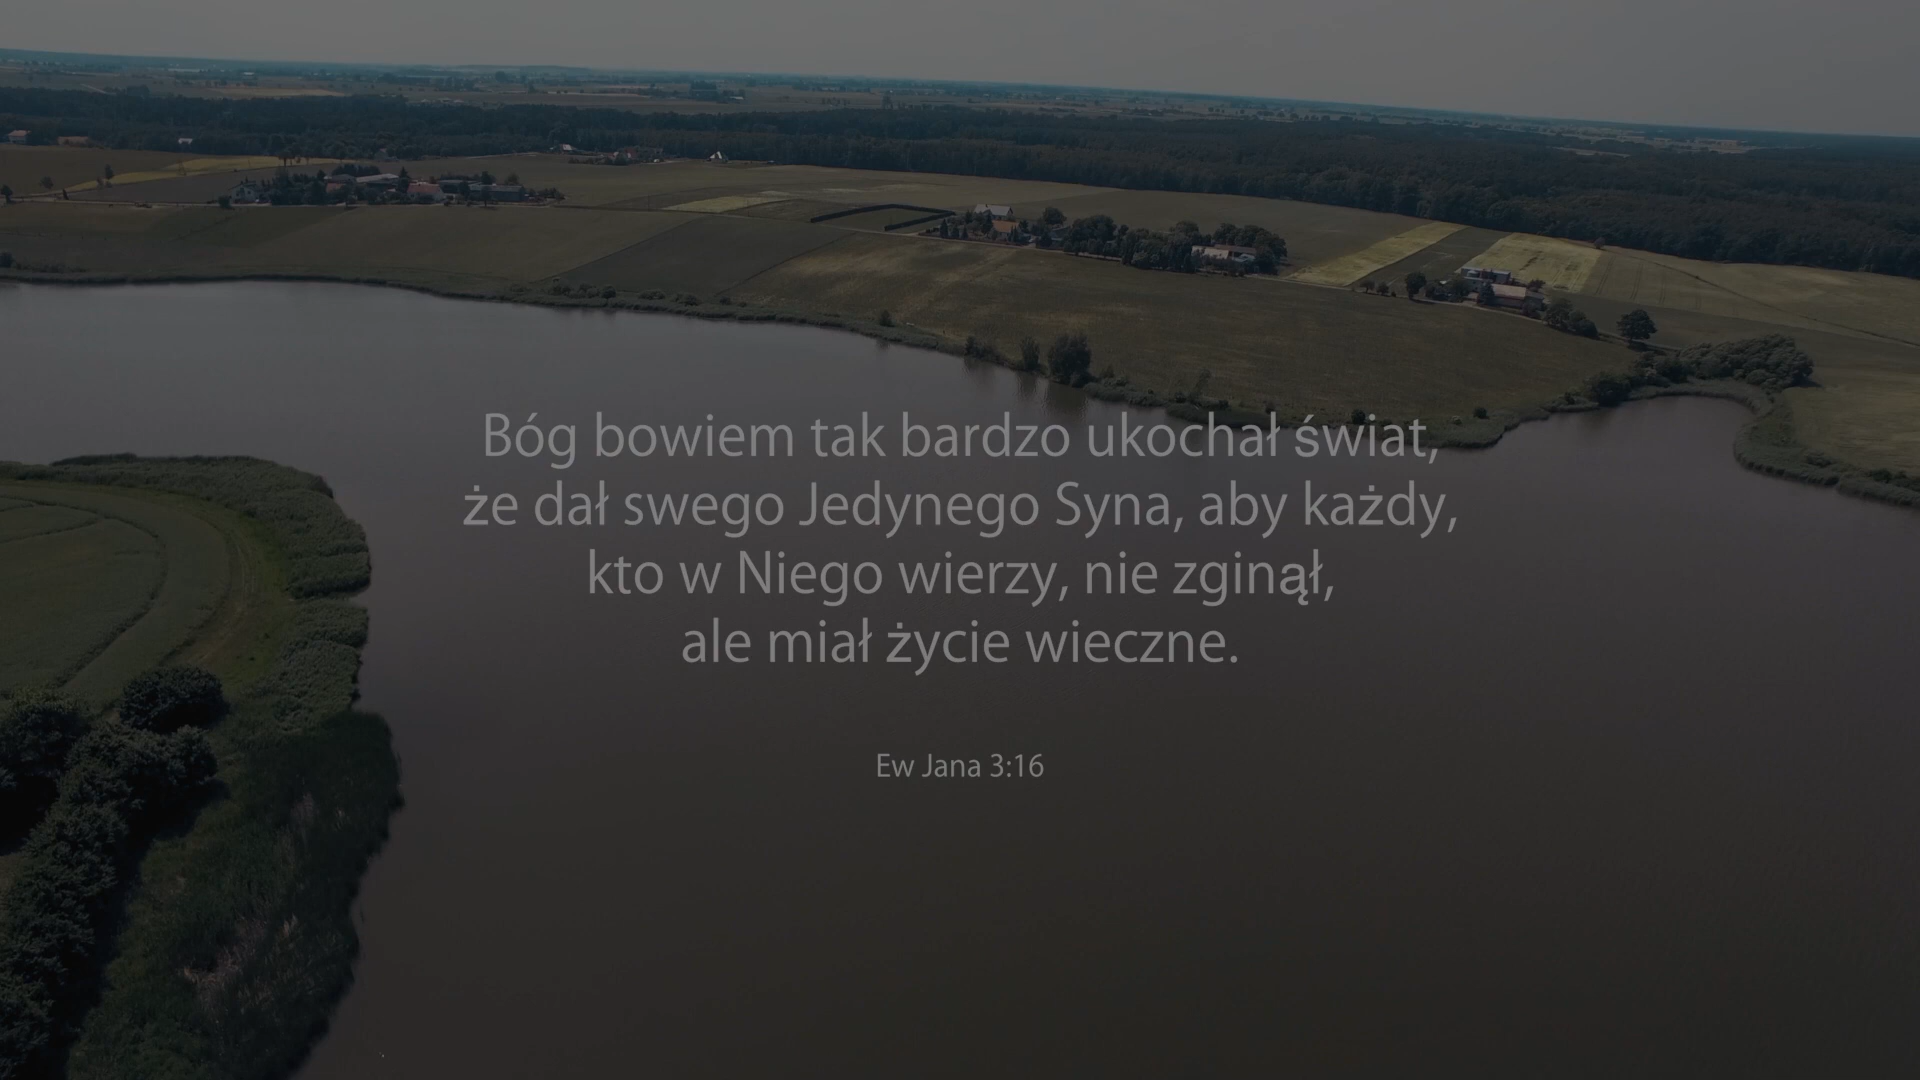 Bóg bowiem tak bardzo ukochał świat,
że dał swego Jedynego Syna, aby każdy,
kto w Niego wierzy, nie zginął,
ale miał życie wieczne.
Ew Jana 3:16